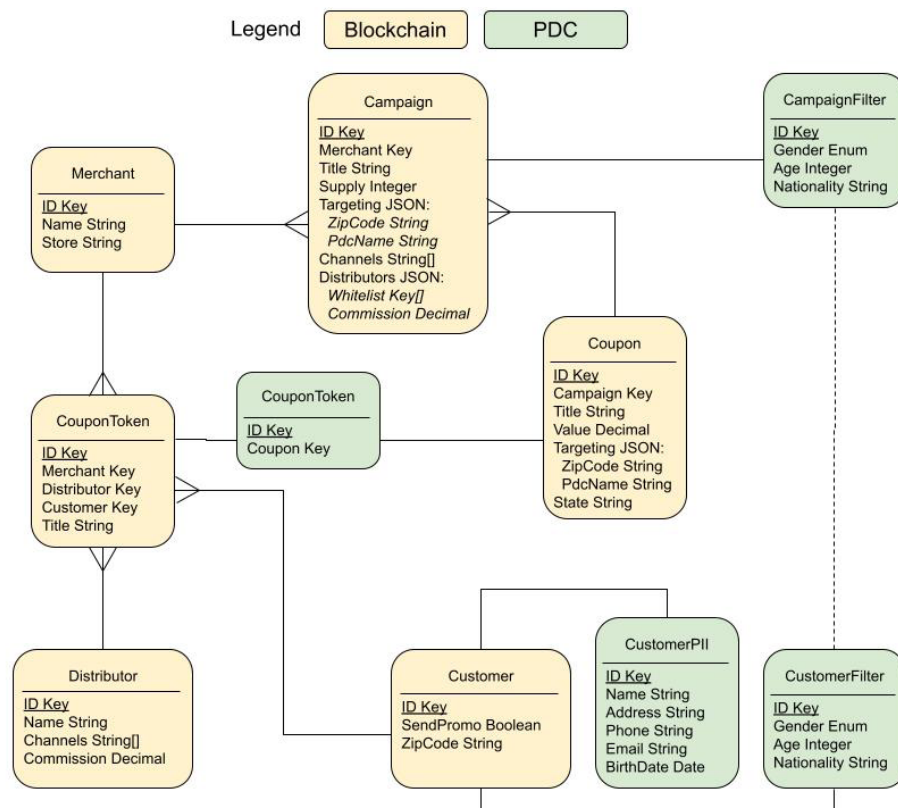 Legend
Blockchain
PDC
Campaign
ID Key
Merchant Key
Title String
Supply Integer
Targeting JSON:
ZipCode String
PdcName String
Channels String[]
Distributors JSON:
Whitelist Key[]
Commission Decimal
CampaignFilter
ID Key
Gender Enum
Age Integer
Nationality String
Merchant
ID Key
Name String
Store String
Coupon
ID Key
Campaign Key
Title String
Value Decimal
Targeting JSON:
ZipCode String
PdcName String
State String
CouponToken
ID Key
Coupon Key
CouponToken
ID Key
Merchant Key
Distributor Key
Customer Key
Title String
Distributor
ID Key
Name String
Channels String[]
Commission Decimal
Customer
ID Key
SendPromo Boolean
ZipCode String
CustomerPII
ID Key
Name String
Address String
Phone String
Email String
BirthDate Date
CustomerFilter
ID Key
Gender Enum
Age Integer
Nationality String